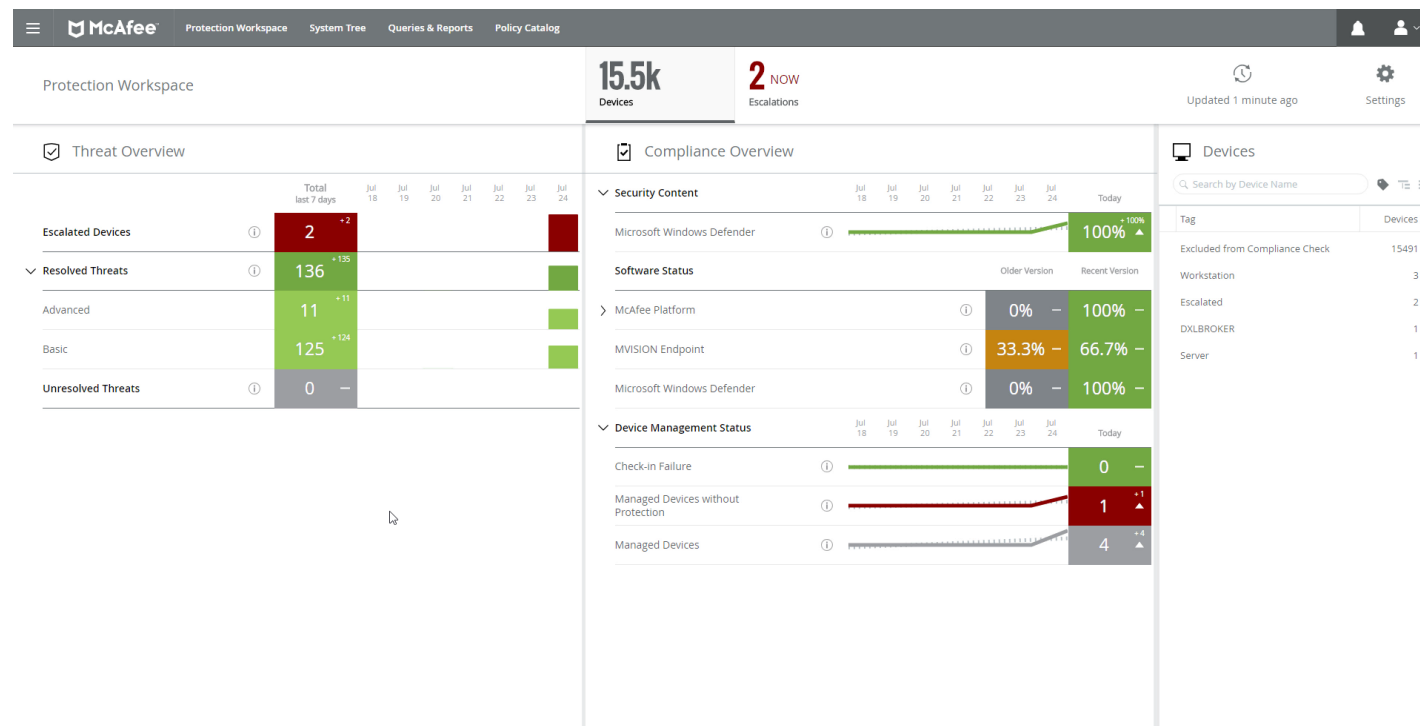 McAfee Protection Workspace System Tree Queries & Reports Policy Catalog
Protection Workspace
15.5k
Devices
2 NOW
Escalations
Updated 1 minute ago
Settings
Threat Overview
Total
last 7 days
Jul 18 Jul 19 Jul 20 Jul 21 Jul 22 Jul 23 Jul 24
Escalated Devices 2 +2
Resolved Threats 136 +135
Advanced 11 +11
Basic 125 +124
Unresolved Threats 0 –
Compliance Overview
Security Content Jul 18 Jul 19 Jul 20 Jul 21 Jul 22 Jul 23 Jul 24 Today
Microsoft Windows Defender 100% +100%
Software Status Older Version Recent Version
McAfee Platform 0% – 100% –
MVISION Endpoint 33.3% – 66.7% –
Microsoft Windows Defender 0% – 100% –
Device Management Status Jul 18 Jul 19 Jul 20 Jul 21 Jul 22 Jul 23 Jul 24 Today
Check-in Failure 0 –
Managed Devices without
Protection 1 +1
Managed Devices 4 +4
Devices
Search by Device Name
Tag Devices
Excluded from Compliance Check 15491
Workstation 3
Escalated 2
DXLBROKER 1
Server 1